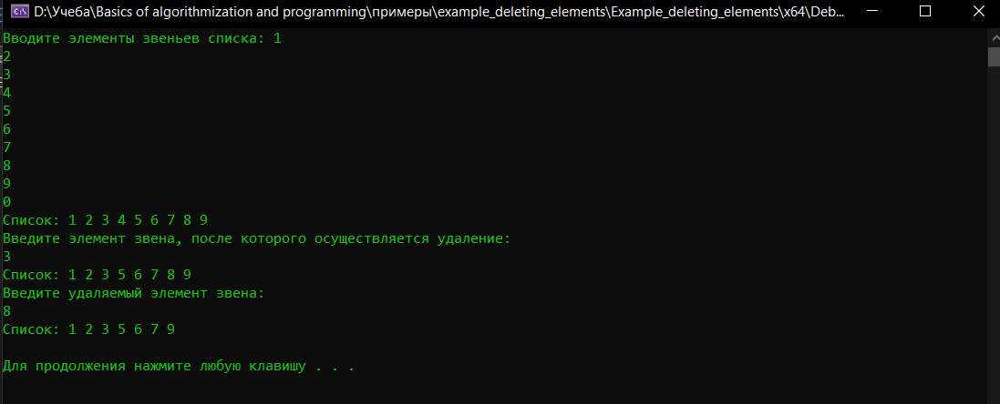 D:\Учеба\Basics of algorithmization and programming\примеры\example_deleting_elements\Example_deleting_elements\x64\Deb...
Вводите элементы звеньев списка: 1
2
3
4
5
6
7
8
9
0
Список: 1 2 3 4 5 6 7 8 9
Введите элемент звена, после которого осуществляется удаление:
3
Список: 1 2 3 5 6 7 8 9
Введите удаляемый элемент звена:
8
Список: 1 2 3 5 6 7 9
Для продолжения нажмите любую клавишу . . .